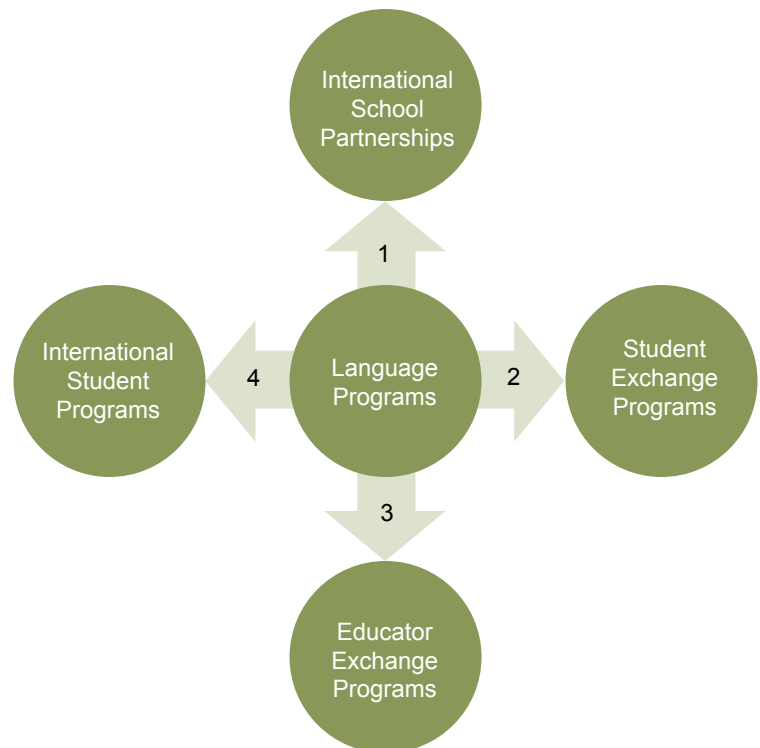 International
School
Partnerships
1
International
Student
Programs
4
Language
Programs
2
Student
Exchange
Programs
3
Educator
Exchange
Programs